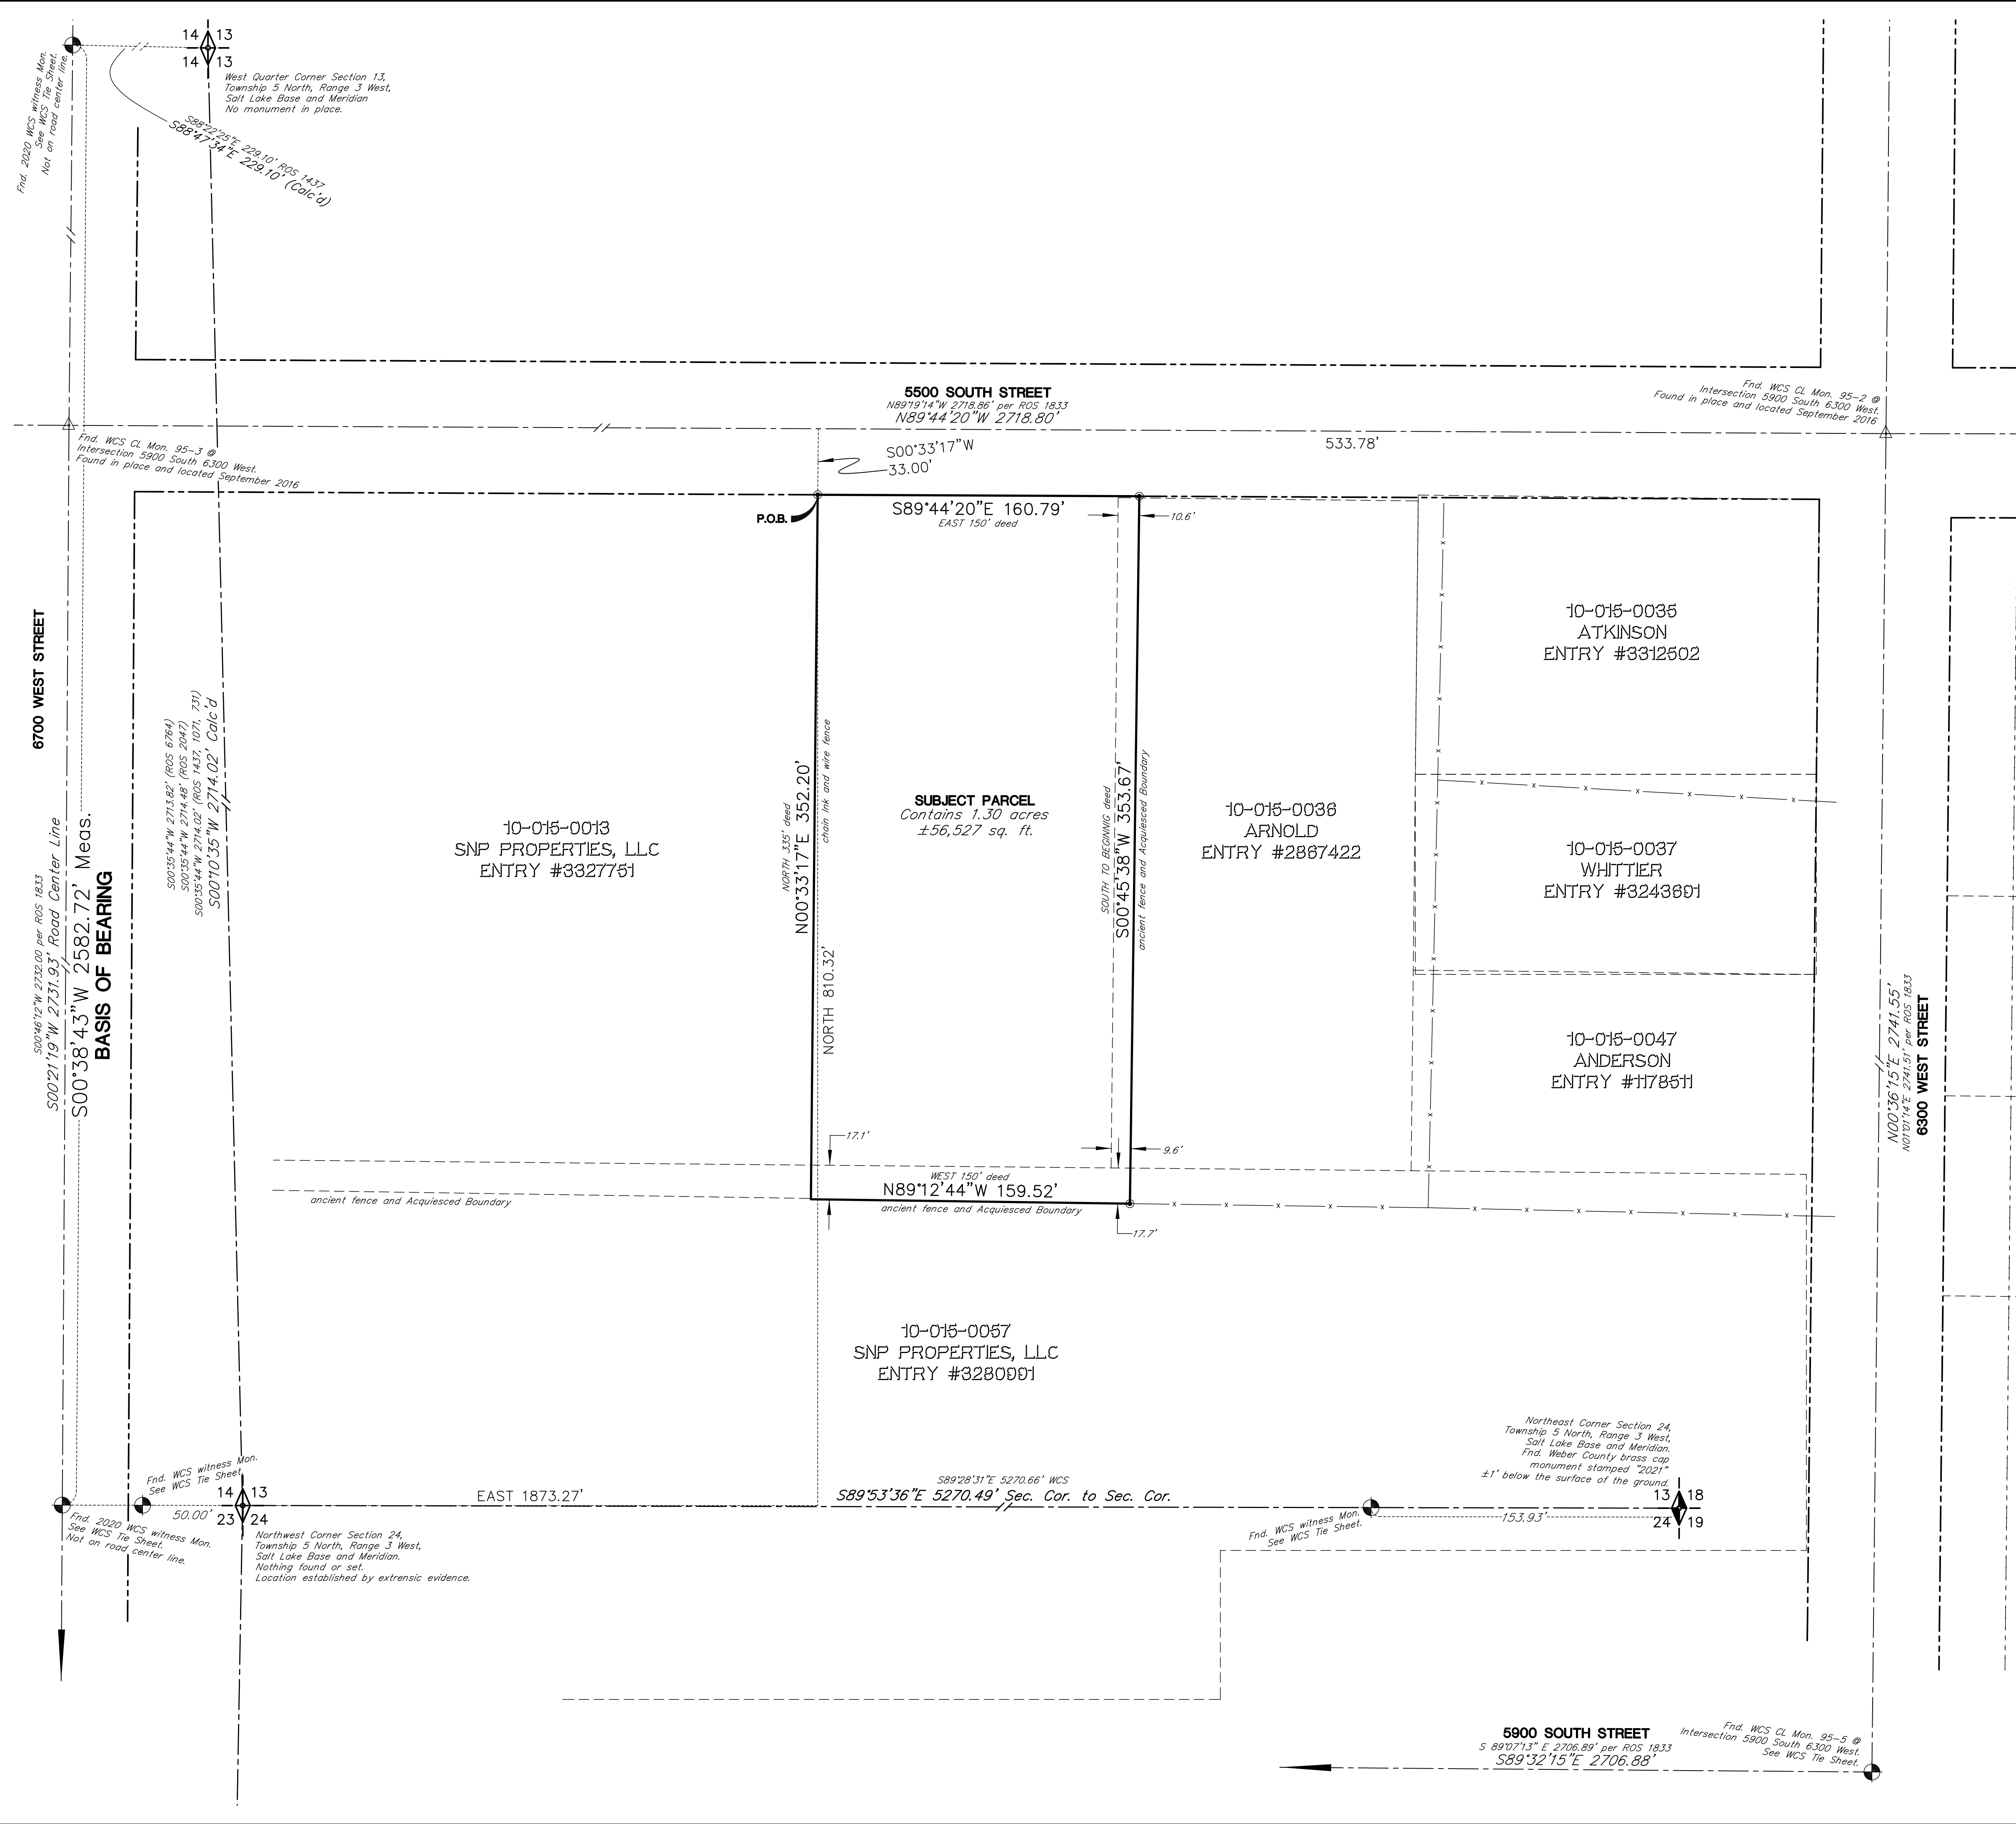 14 13
14 13
West Quarter Corner Section 13,
Township 5 North, Range 3 West,
Salt Lake Base and Meridian
No monument in place.
Fnd. 2020 WCS witness Mon.
See WCS Tie Sheet.
Not on road center line.
S88°22'25"E 229.10' ROS 1437
S88°47'34"E 229.10' (Calc'd)
5500 SOUTH STREET
N89°19'14"W 2718.86' per ROS 1833
N89°44'20"W 2718.80'
Fnd. WCS CL Mon. 95-2 @
Intersection 5900 South 6300 West.
Found in place and located September 2016
Fnd. WCS CL Mon. 95-3 @
Intersection 5900 South 6300 West.
Found in place and located September 2016
S00°33'17"W
33.00'
533.78'
P.O.B.
S89°44'20"E 160.79'
EAST 150' deed
10.6'
6700 WEST STREET
S00°46'12"W 2732.00 per ROS 1833
S00°21'19"W 2731.93' Road Center Line
S00°38'43"W 2582.72' Meas.
BASIS OF BEARING
S00°35'44"W 2713.82' (ROS 6764)
S00°35'44"W 2714.48' (ROS 2047)
S00°35'44"W 2714.02' (ROS 1437, 1071, 731)
S00°10'35"W 2714.02' Calc'd
10-015-0013
SNP PROPERTIES, LLC
ENTRY #3327751
NORTH 335' deed
N00°33'17"E 352.20'
chain lnk and wire fence
NORTH 810.32'
SUBJECT PARCEL
Contains 1.30 acres
±56,527 sq. ft.
SOUTH TO BEGINNIG deed
S00°45'38"W 353.67'
ancient fence and Acquiesced Boundary
10-015-0036
ARNOLD
ENTRY #2867422
10-015-0035
ATKINSON
ENTRY #3312502
10-015-0037
WHITTIER
ENTRY #3243691
10-015-0047
ANDERSON
ENTRY #1178511
N00°36'15"E 2741.55'
N01°01'14"E 2741.51' per ROS 1833
6300 WEST STREET
17.1'
9.6'
WEST 150' deed
N89°12'44"W 159.52'
ancient fence and Acquiesced Boundary
ancient fence and Acquiesced Boundary
17.7'
10-015-0057
SNP PROPERTIES, LLC
ENTRY #3280991
Northeast Corner Section 24,
Township 5 North, Range 3 West,
Salt Lake Base and Meridian.
Fnd. Weber County brass cap
monument stamped "2021"
±1' below the surface of the ground.
Fnd. WCS witness Mon.
See WCS Tie Sheet.
14 13
23 24
50.00'
EAST 1873.27'
S89°28'31"E 5270.66' WCS
S89°53'36"E 5270.49' Sec. Cor. to Sec. Cor.
13 18
24 19
153.93'
Fnd. WCS witness Mon.
See WCS Tie Sheet.
Fnd. 2020 WCS witness Mon.
See WCS Tie Sheet.
Not on road center line.
Northwest Corner Section 24,
Township 5 North, Range 3 West,
Salt Lake Base and Meridian.
Nothing found or set.
Location established by extrensic evidence.
5900 SOUTH STREET
S 89°07'13" E 2706.89' per ROS 1833
S89°32'15"E 2706.88'
Fnd. WCS CL Mon. 95-5 @
Intersection 5900 South 6300 West.
See WCS Tie Sheet.